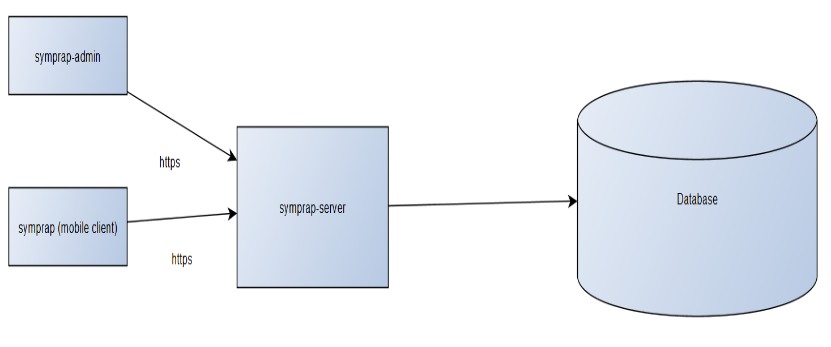 symprap-admin
https
symprap (mobile client)
https
symprap-server
Database